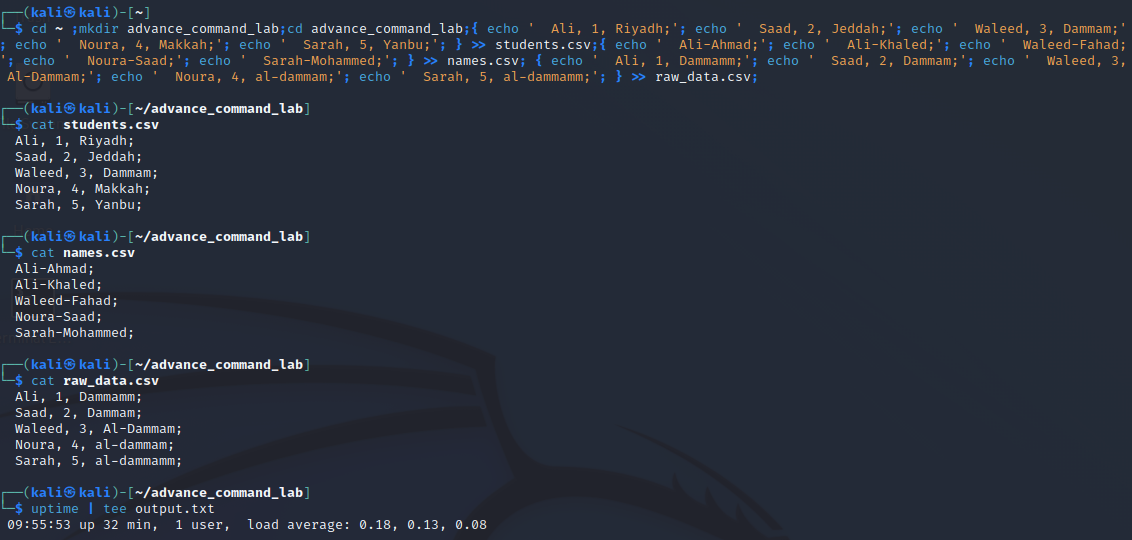 ┌──(kali㉿kali)-[~]
└─$ cd ~ ;mkdir advance_command_lab;cd advance_command_lab;{ echo '  Ali, 1, Riyadh;'; echo '  Saad, 2, Jeddah;'; echo '  Waleed, 3, Dammam;'
; echo '  Noura, 4, Makkah;'; echo '  Sarah, 5, Yanbu;'; } >> students.csv;{ echo '  Ali-Ahmad;'; echo '  Ali-Khaled;'; echo '  Waleed-Fahad;
'; echo '  Noura-Saad;'; echo '  Sarah-Mohammed;'; } >> names.csv; { echo '  Ali, 1, Dammamm;'; echo '  Saad, 2, Dammam;'; echo '  Waleed, 3,
Al-Dammam;'; echo '  Noura, 4, al-dammam;'; echo '  Sarah, 5, al-dammamm;'; } >> raw_data.csv;
┌──(kali㉿kali)-[~/advance_command_lab]
└─$ cat students.csv
  Ali, 1, Riyadh;
  Saad, 2, Jeddah;
  Waleed, 3, Dammam;
  Noura, 4, Makkah;
  Sarah, 5, Yanbu;
┌──(kali㉿kali)-[~/advance_command_lab]
└─$ cat names.csv
  Ali-Ahmad;
  Ali-Khaled;
  Waleed-Fahad;
  Noura-Saad;
  Sarah-Mohammed;
┌──(kali㉿kali)-[~/advance_command_lab]
└─$ cat raw_data.csv
  Ali, 1, Dammamm;
  Saad, 2, Dammam;
  Waleed, 3, Al-Dammam;
  Noura, 4, al-dammam;
  Sarah, 5, al-dammamm;
┌──(kali㉿kali)-[~/advance_command_lab]
└─$ uptime | tee output.txt
 09:55:53 up 32 min,  1 user,  load average: 0.18, 0.13, 0.08